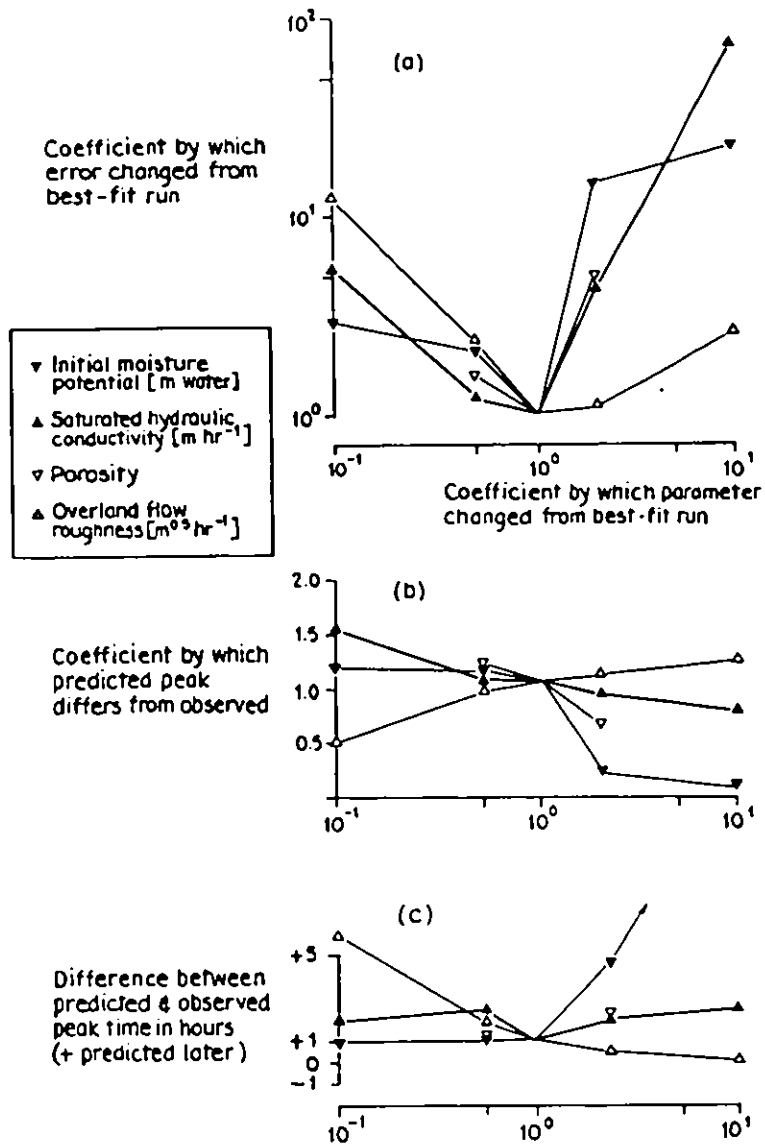 10²
(a)
Coefficient by which
error changed from
best-fit run
10¹
10⁰
10⁻¹
10⁰
10¹
Coefficient by which parameter
changed from best-fit run
▼ Initial moisture
potential [m water]
▲ Saturated hydraulic
conductivity [m hr⁻¹]
▽ Porosity
△ Overland flow
roughness [m⁰·⁵ hr⁻¹]
(b)
2.0
1.5
1.0
0.5
Coefficient by which
predicted peak
differs from observed
10⁻¹
10⁰
10¹
(c)
+5
+1
0
-1
Difference between
predicted & observed
peak time in hours
(+ predicted later)
10⁻¹
10⁰
10¹